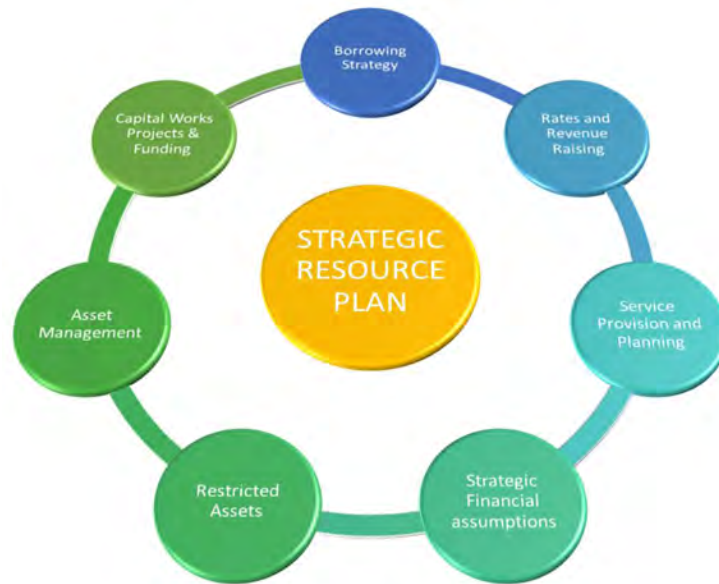 Borrowing
Strategy
Rates and
Revenue
Raising
Service
Provision and
Planning
Strategic
Financial
assumptions
Restricted
Assets
Asset
Management
Capital Works
Projects &
Funding
STRATEGIC
RESOURCE
PLAN